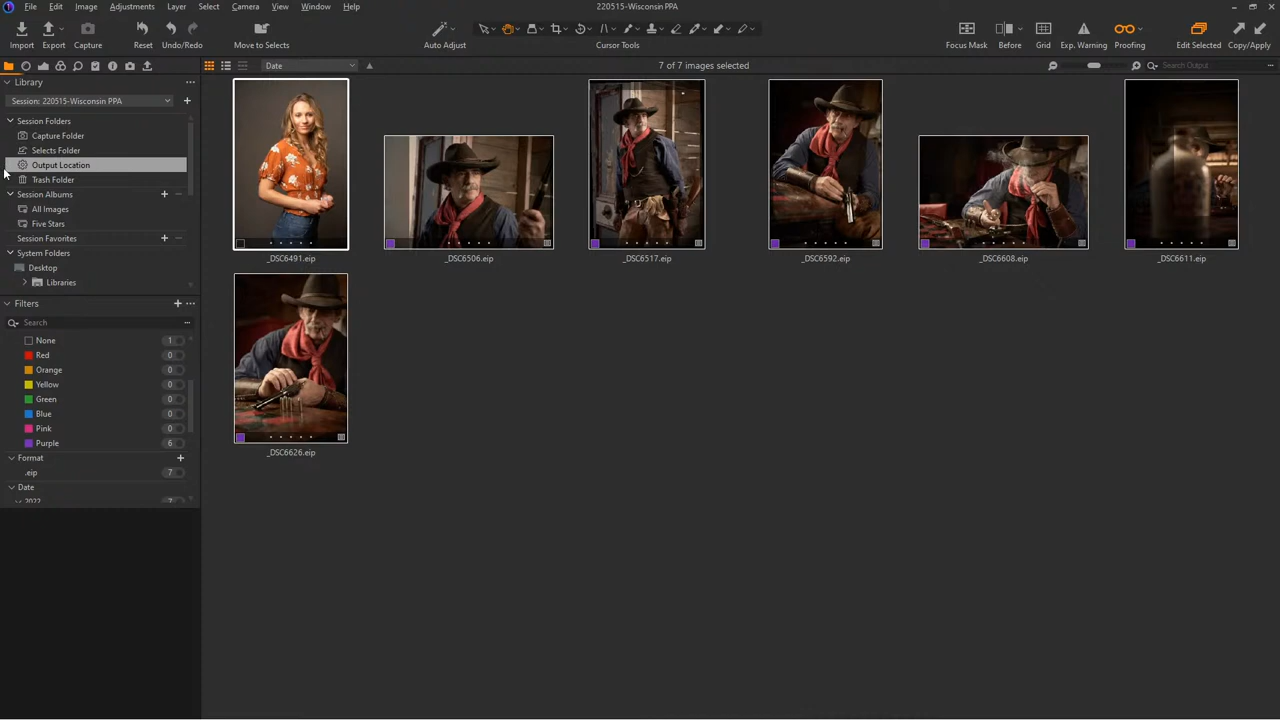 File Edit Image Adjustments Layer Select Camera View Window Help
220515-Wisconsin PPA
Import Export Capture Reset Undo/Redo Move to Selects Auto Adjust Cursor Tools Focus Mask Before Grid Exp. Warning Proofing Edit Selected Copy/Apply
Date
7 of 7 images selected
Search Output
Library
Session: 220515-Wisconsin PPA
Session Folders
Capture Folder
Selects Folder
Output Location
Trash Folder
Session Albums
All Images
Five Stars
Session Favorites
System Folders
Desktop
Libraries
Filters
Search
None 1
Red 0
Orange 0
Yellow 0
Green 0
Blue 0
Pink 0
Purple 6
Format
.eip 7
Date
2022 7
_DSC6491.eip
_DSC6506.eip
_DSC6517.eip
_DSC6592.eip
_DSC6608.eip
_DSC6611.eip
_DSC6626.eip